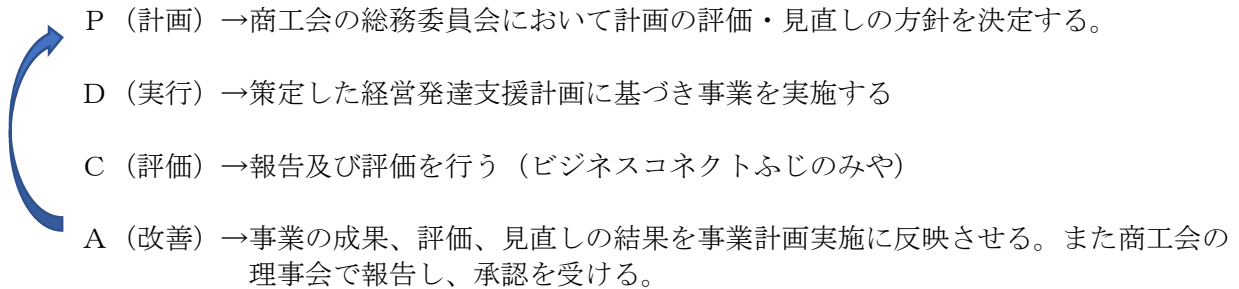 P（計画）→商工会の総務委員会において計画の評価・見直しの方針を決定する。
D（実行）→策定した経営発達支援計画に基づき事業を実施する
C（評価）→報告及び評価を行う（ビジネスコネクトふじのみや）
A（改善）→事業の成果、評価、見直しの結果を事業計画実施に反映させる。また商工会の
理事会で報告し、承認を受ける。